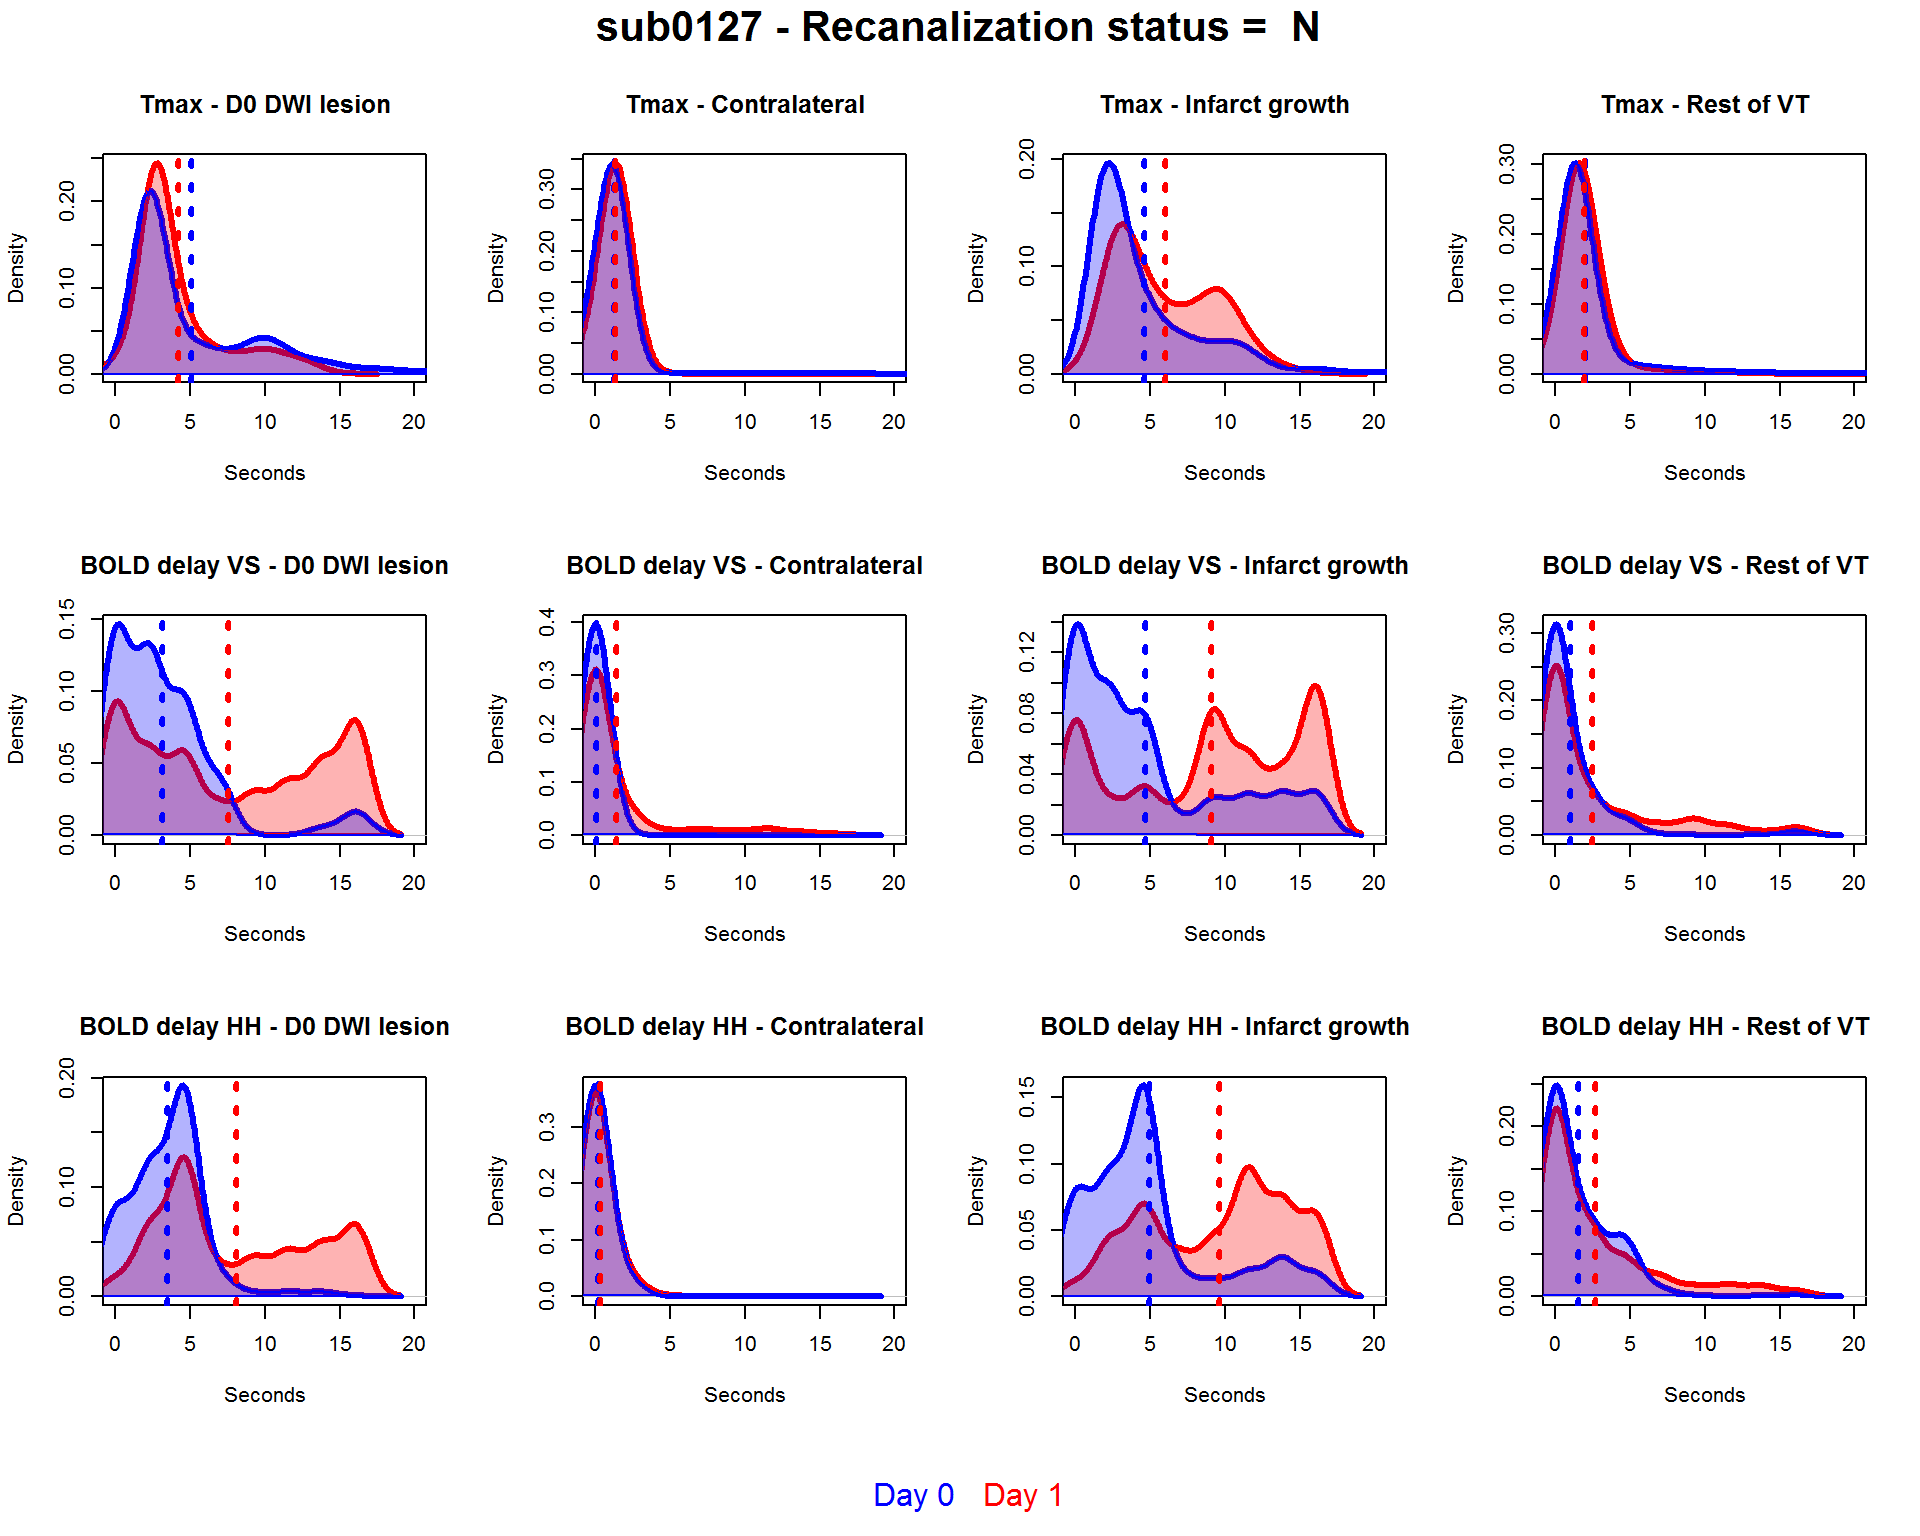 sub0127 - Recanalization status =  N
Tmax - D0 DWI lesion
Density
0.00 0.10 0.20
0 5 10 15 20
Seconds
Tmax - Contralateral
Density
0.00 0.10 0.20 0.30
0 5 10 15 20
Seconds
Tmax - Infarct growth
Density
0.00 0.10 0.20
0 5 10 15 20
Seconds
Tmax - Rest of VT
Density
0.00 0.10 0.20 0.30
0 5 10 15 20
Seconds
BOLD delay VS - D0 DWI lesion
Density
0.00 0.05 0.10 0.15
0 5 10 15 20
Seconds
BOLD delay VS - Contralateral
Density
0.0 0.1 0.2 0.3 0.4
0 5 10 15 20
Seconds
BOLD delay VS - Infarct growth
Density
0.00 0.04 0.08 0.12
0 5 10 15 20
Seconds
BOLD delay VS - Rest of VT
Density
0.00 0.10 0.20 0.30
0 5 10 15 20
Seconds
BOLD delay HH - D0 DWI lesion
Density
0.00 0.10 0.20
0 5 10 15 20
Seconds
BOLD delay HH - Contralateral
Density
0.0 0.1 0.2 0.3
0 5 10 15 20
Seconds
BOLD delay HH - Infarct growth
Density
0.00 0.05 0.10 0.15
0 5 10 15 20
Seconds
BOLD delay HH - Rest of VT
Density
0.00 0.10 0.20
0 5 10 15 20
Seconds
Day 0 Day 1